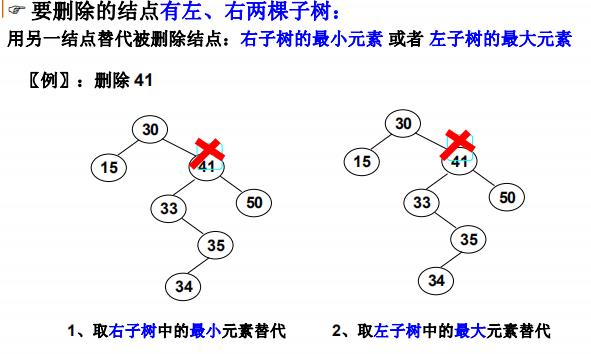 ☞ 要删除的结点有左、右两棵子树：
用另一结点替代被删除结点：右子树的最小元素 或者 左子树的最大元素
〖例〗：删除 41
30
15
41
33
50
35
34
30
15
41
33
50
35
34
1、取右子树中的最小元素替代
2、取左子树中的最大元素替代